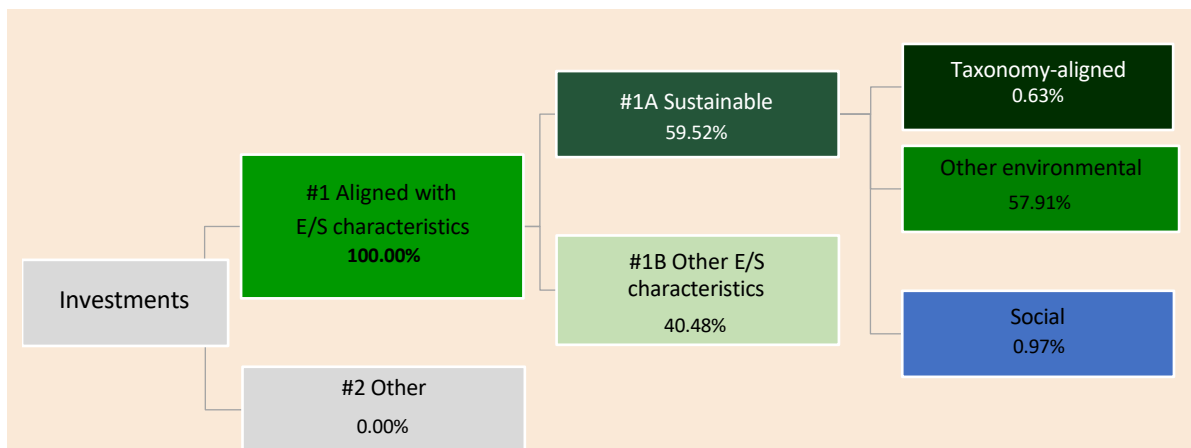 Investments
#1 Aligned with
E/S characteristics
100.00%
#2 Other
0.00%
#1A Sustainable
59.52%
#1B Other E/S
characteristics
40.48%
Taxonomy-aligned
0.63%
Other environmental
57.91%
Social
0.97%